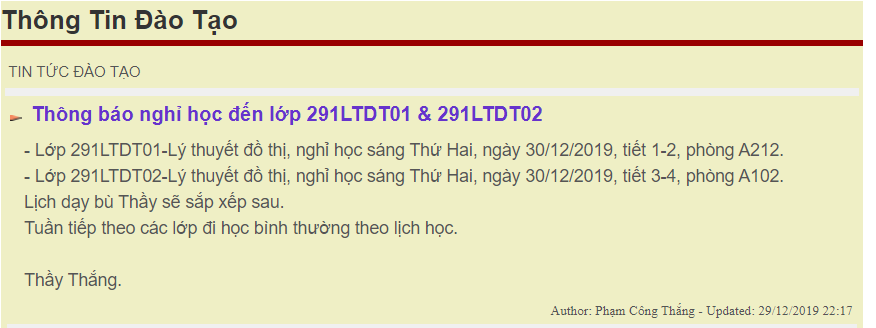 Thông Tin Đào Tạo
TIN TỨC ĐÀO TẠO
Thông báo nghỉ học đến lớp 291LTDT01 & 291LTDT02
- Lớp 291LTDT01-Lý thuyết đồ thị, nghỉ học sáng Thứ Hai, ngày 30/12/2019, tiết 1-2, phòng A212.
- Lớp 291LTDT02-Lý thuyết đồ thị, nghỉ học sáng Thứ Hai, ngày 30/12/2019, tiết 3-4, phòng A102.
Lịch dạy bù Thầy sẽ sắp xếp sau.
Tuần tiếp theo các lớp đi học bình thường theo lịch học.
Thầy Thắng.
Author: Phạm Công Thắng - Updated: 29/12/2019 22:17